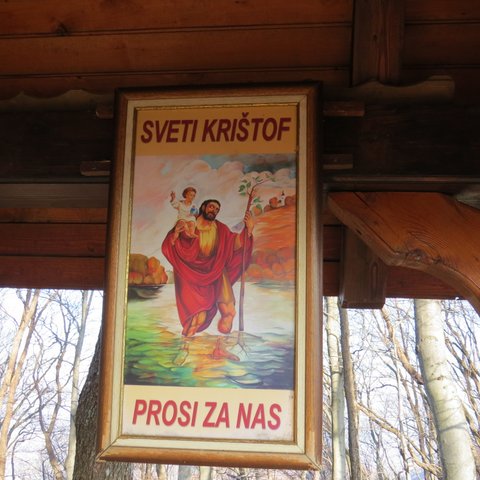 SVETI KRIŠTOF
PROSI ZA NAS